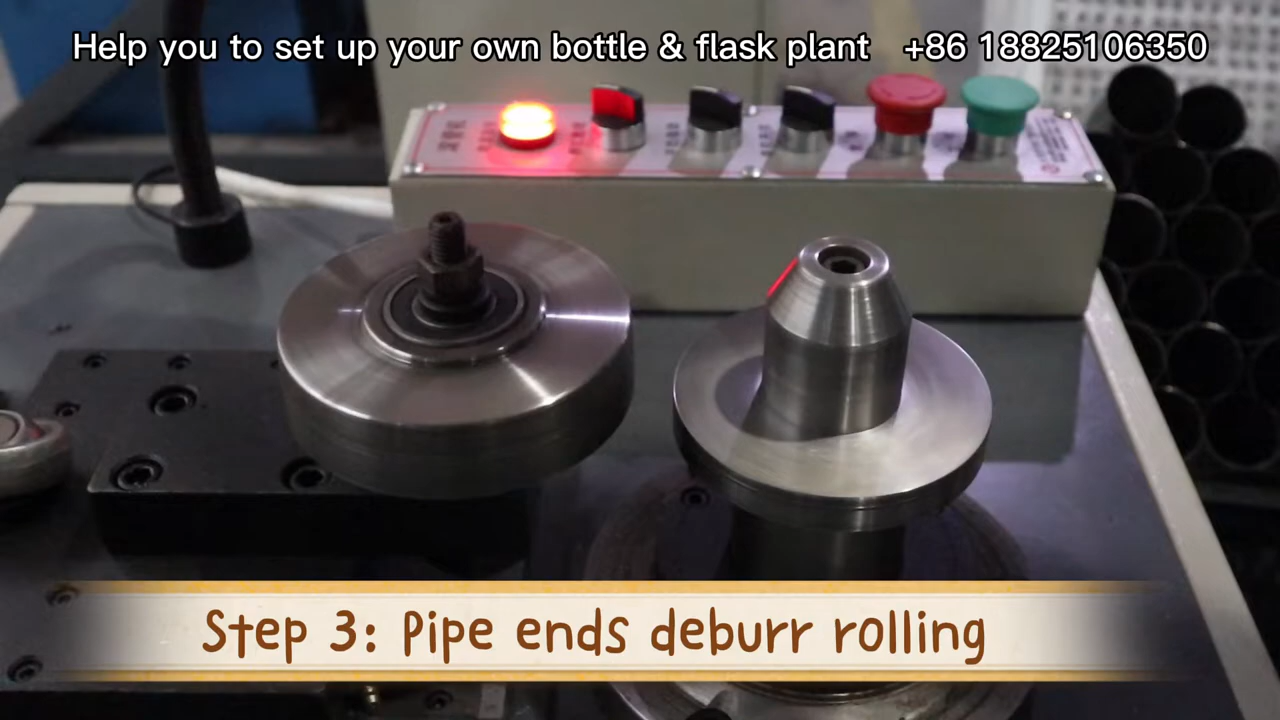 Help you to set up your own bottle & flask plant +86 18825106350
Step 3: Pipe ends deburr rolling